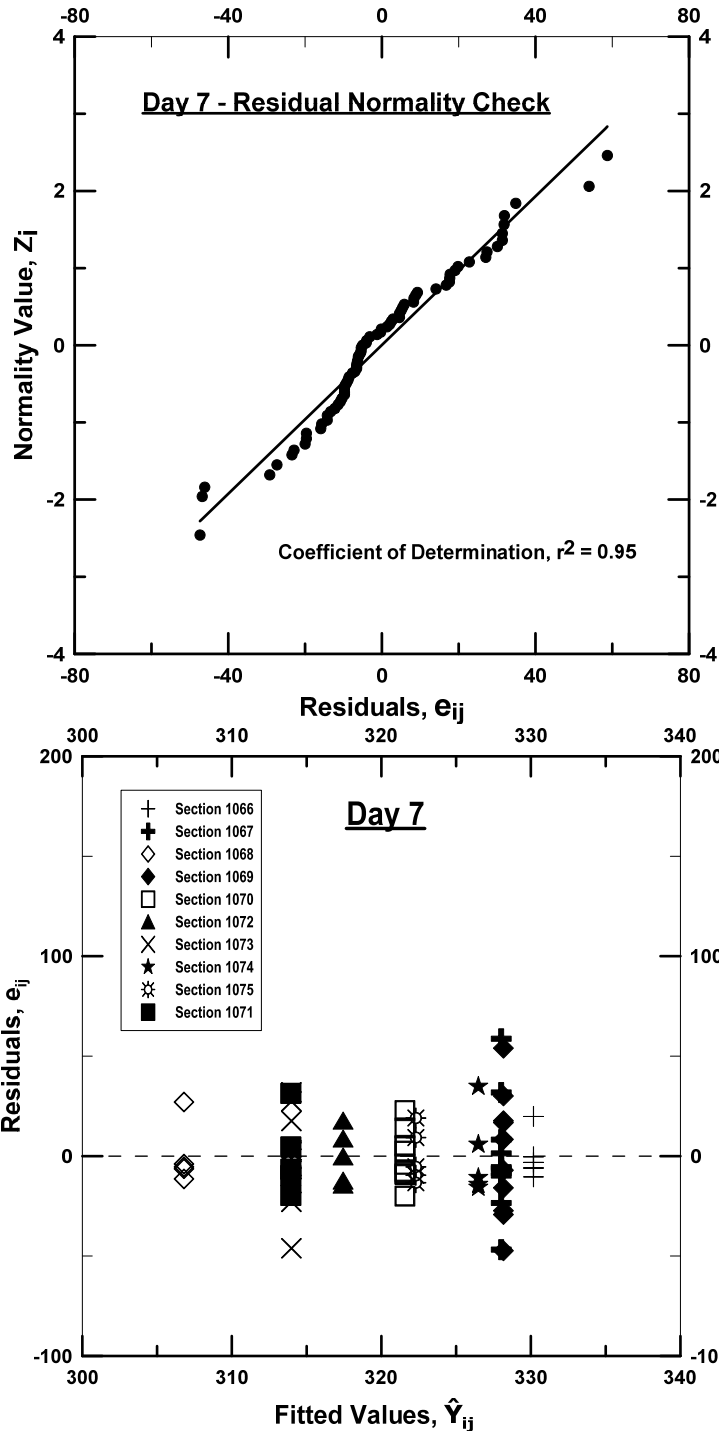 -80 -40 0 40 80
4 4
Day 7 - Residual Normality Check
2 2
Normality Value, Zi
0 0
-2 -2
Coefficient of Determination, r2 = 0.95
-4 -4
-80 -40 0 40 80
Residuals, eij
300 310 320 330 340
200 200
Day 7
Section 1066
Section 1067
Section 1068
Section 1069
Section 1070
Section 1072
Section 1073
Section 1074
Section 1075
Section 1071
100 100
Residuals, eij
0 0
-100 -10
300 310 320 330 340
Fitted Values, Ŷij